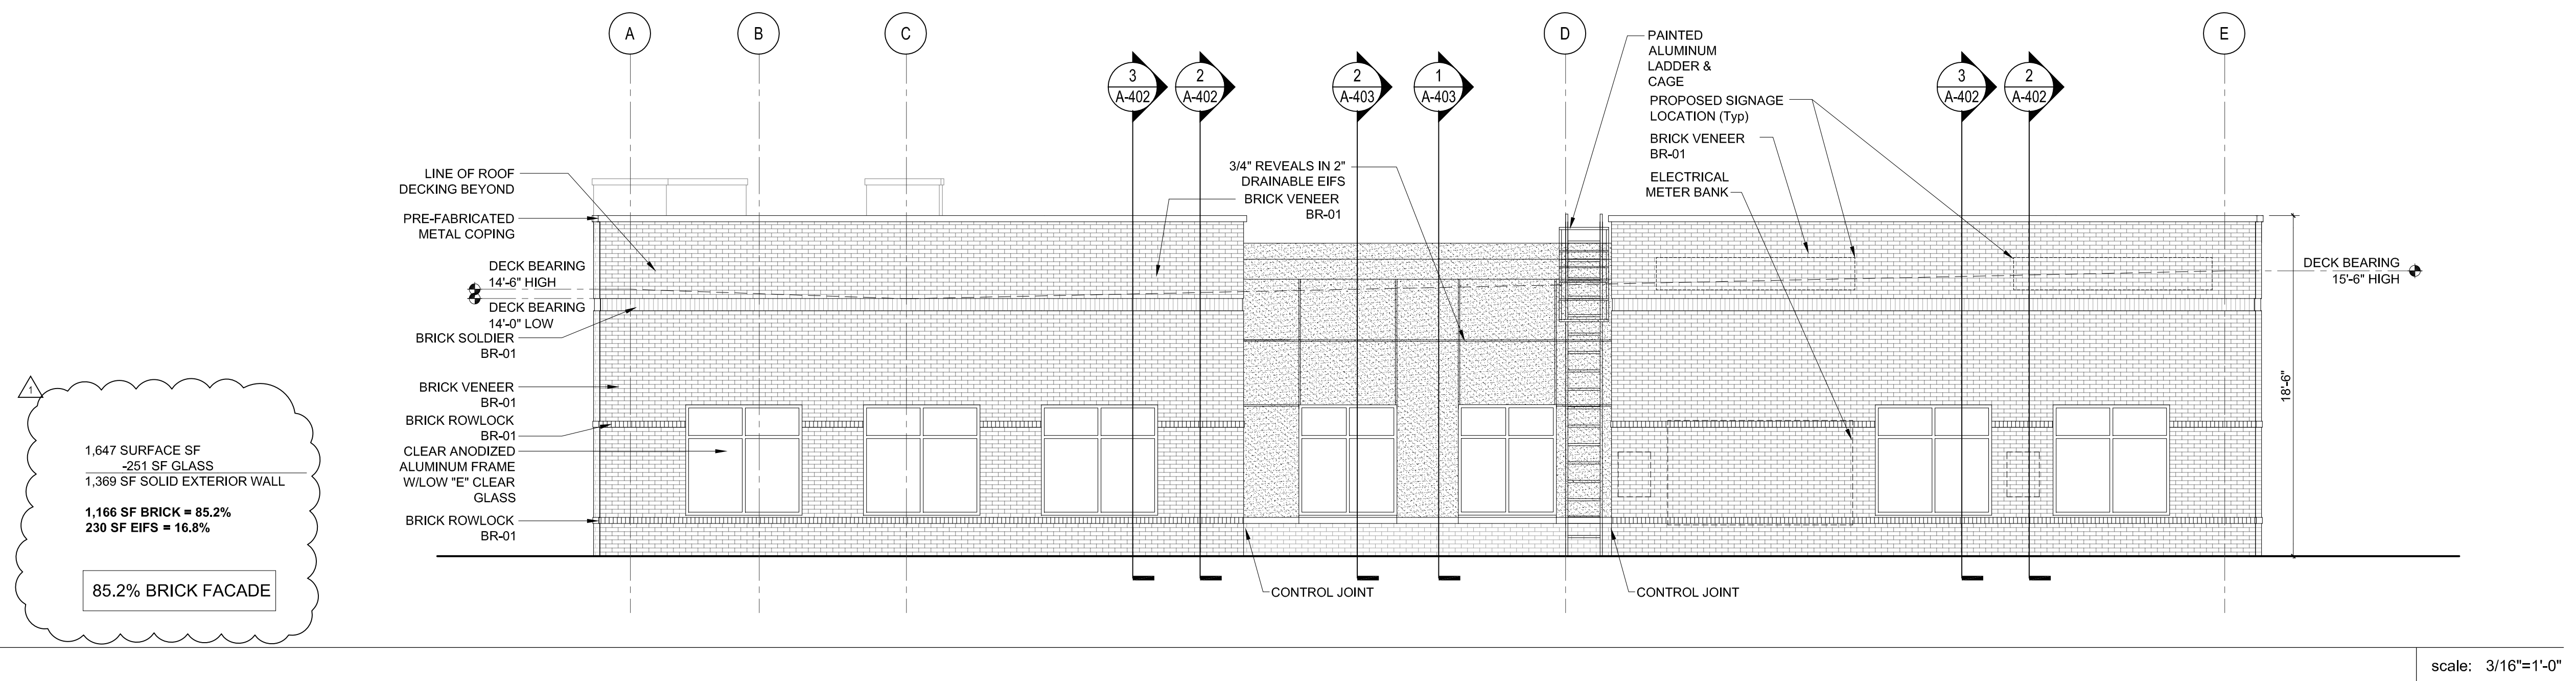 A
B
C
D
E
3
A-402
2
A-402
2
A-403
1
A-403
3
A-402
2
A-402
PAINTED
ALUMINUM
LADDER &
CAGE
PROPOSED SIGNAGE
LOCATION (Typ)
BRICK VENEER
BR-01
ELECTRICAL
METER BANK
3/4" REVEALS IN 2"
DRAINABLE EIFS
BRICK VENEER
BR-01
LINE OF ROOF
DECKING BEYOND
PRE-FABRICATED
METAL COPING
DECK BEARING
14'-6" HIGH
DECK BEARING
14'-0" LOW
BRICK SOLDIER
BR-01
BRICK VENEER
BR-01
BRICK ROWLOCK
BR-01
CLEAR ANODIZED
ALUMINUM FRAME
W/LOW "E" CLEAR
GLASS
BRICK ROWLOCK
BR-01
DECK BEARING
15'-6" HIGH
18'-6"
CONTROL JOINT
CONTROL JOINT
1
1,647 SURFACE SF
-251 SF GLASS
1,369 SF SOLID EXTERIOR WALL
1,166 SF BRICK = 85.2%
230 SF EIFS = 16.8%
85.2% BRICK FACADE
scale: 3/16"=1'-0"